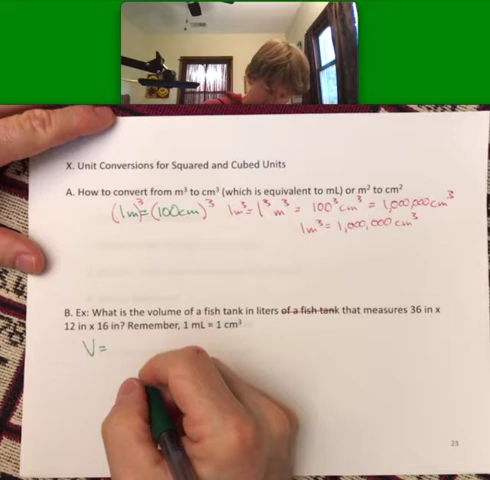 X. Unit Conversions for Squared and Cubed Units
A. How to convert from m³ to cm³ (which is equivalent to mL) or m² to cm²
(1m)³=(100cm)³ 1m³=1³m³ = 100³cm³ = 1,000,000cm³
1m³= 1,000,000 cm³
B. Ex: What is the volume of a fish tank in liters of a fish tank that measures 36 in x
12 in x 16 in? Remember, 1 mL = 1 cm³
V=
23